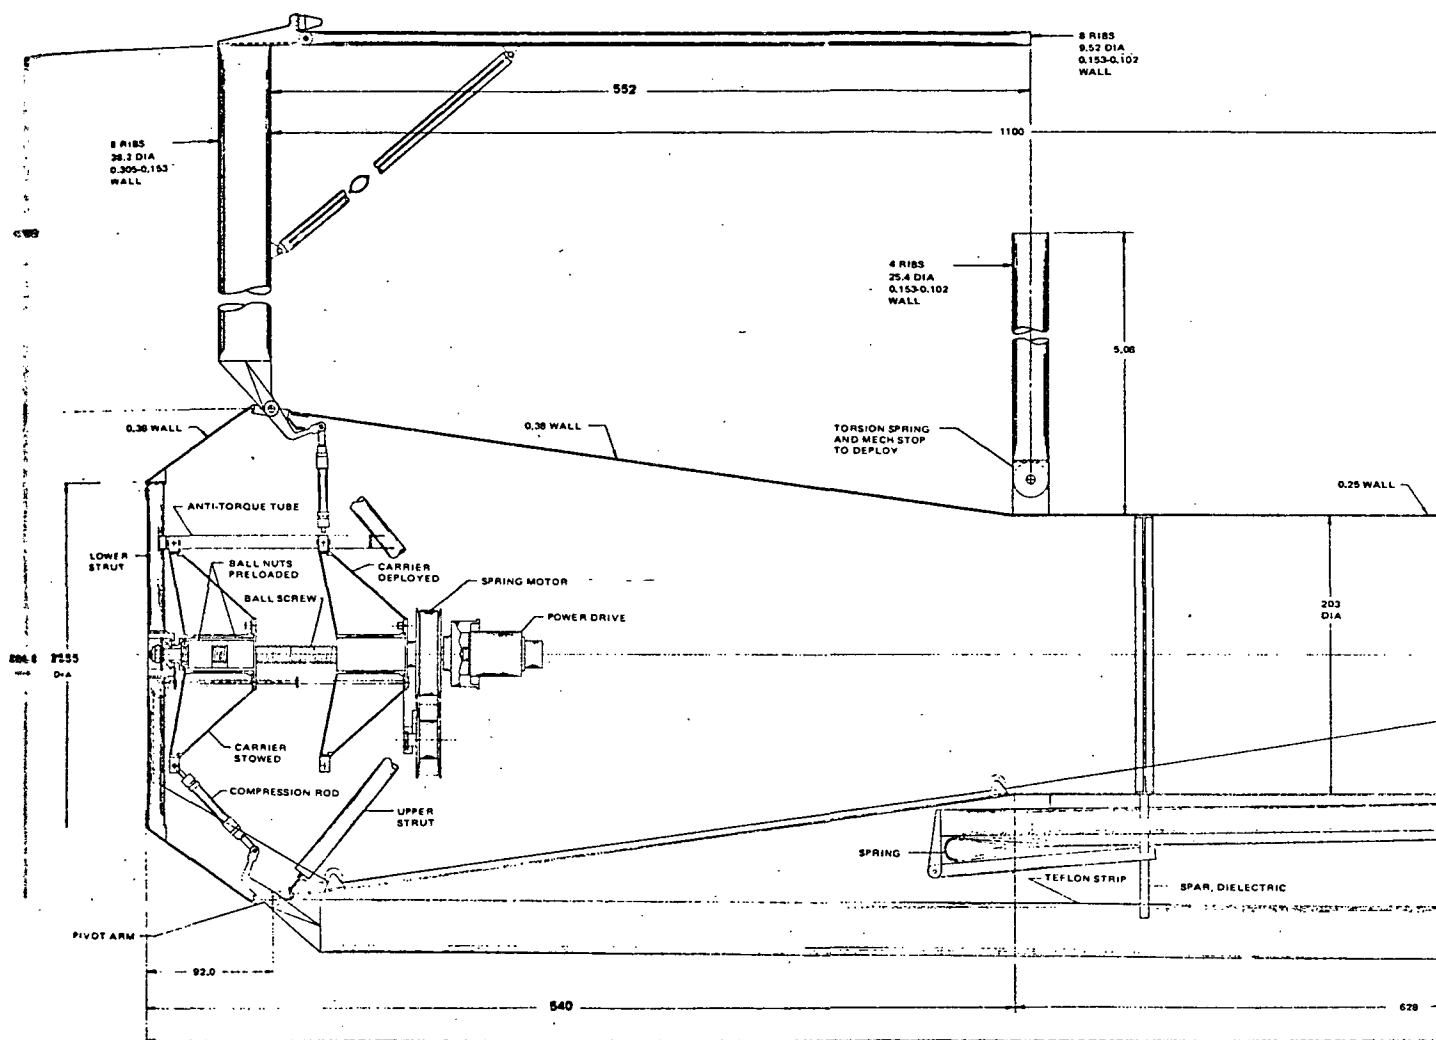 8 RIBS
9.52 DIA
0.153-0.102
WALL
552
1100
8 RIBS
38.2 DIA
0.305-0.153
WALL
4 RIBS
25.4 DIA
0.153-0.102
WALL
5.08
0.38 WALL
0.38 WALL
TORSION SPRING
AND MECH STOP
TO DEPLOY
0.25 WALL
ANTI-TORQUE TUBE
LOWER
STRUT
BALL NUTS
PRELOADED
CARRIER
DEPLOYED
SPRING MOTOR
BALL SCREW
POWER DRIVE
203
DIA
DIA
CARRIER
STOWED
COMPRESSION ROD
UPPER
STRUT
SPRING
TEFLON STRIP
SPAR, DIELECTRIC
PIVOT ARM
92.0
540
628